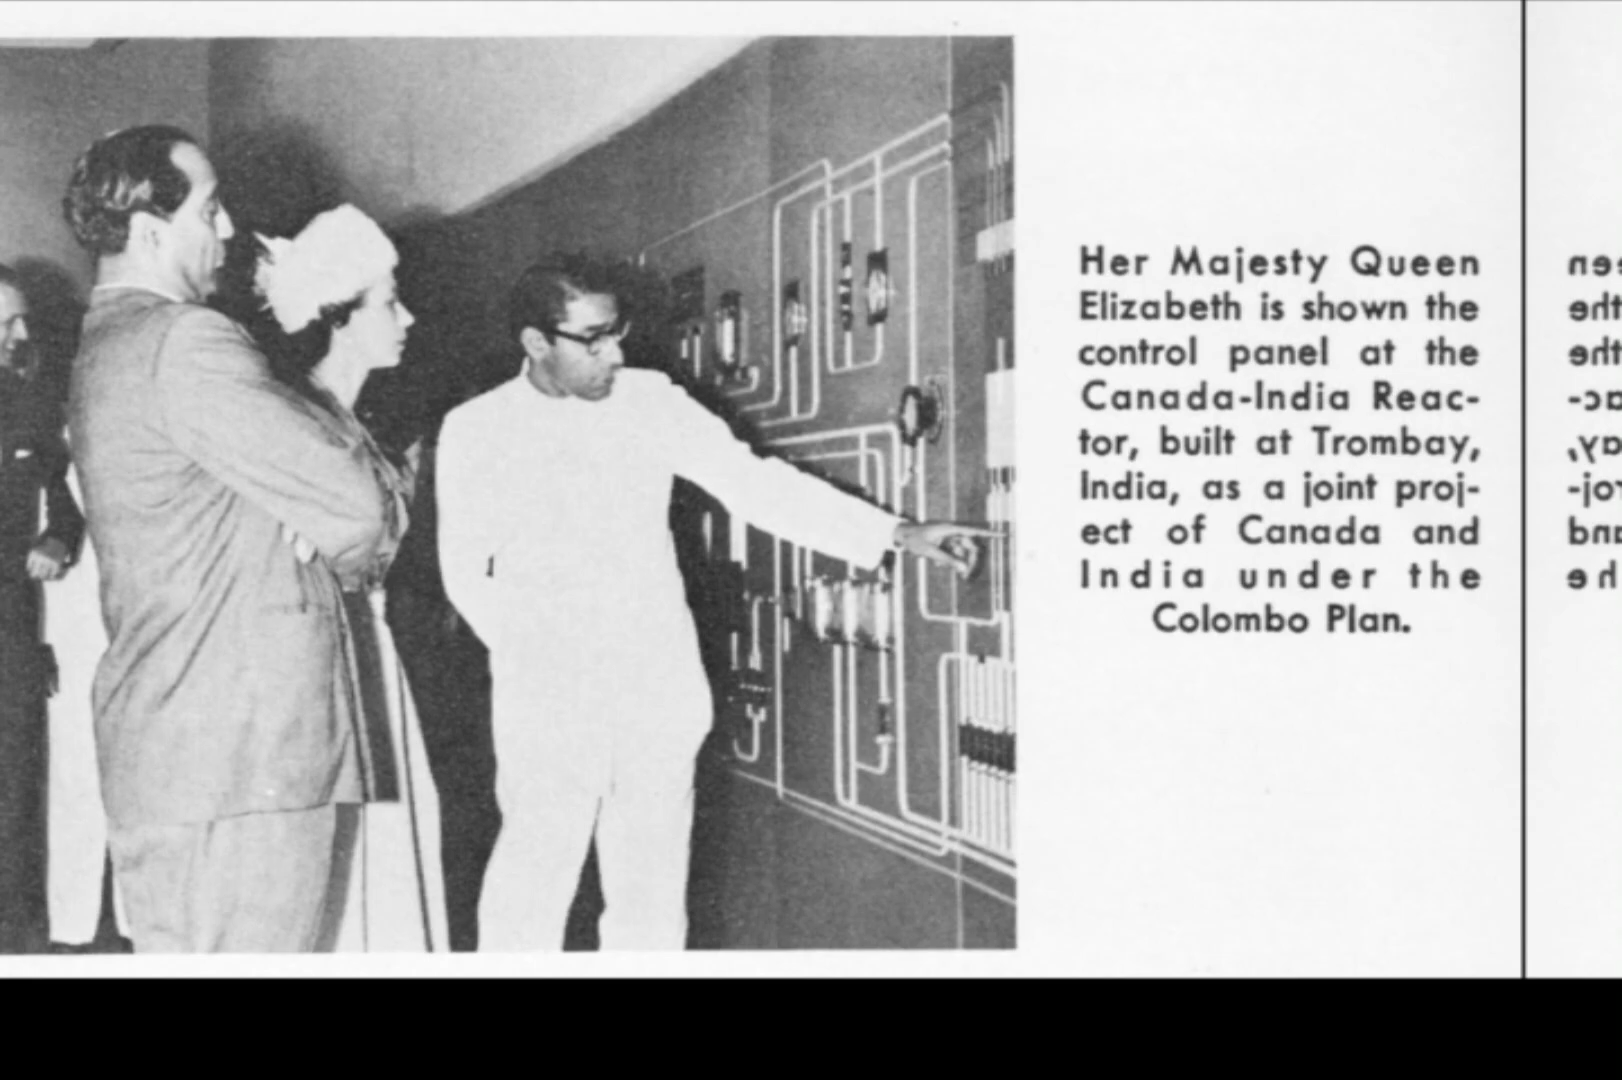 Her Majesty Queen
Elizabeth is shown the
control panel at the
Canada-India Reac-
tor, built at Trombay,
India, as a joint proj-
ect of Canada and
India under the
Colombo Plan.